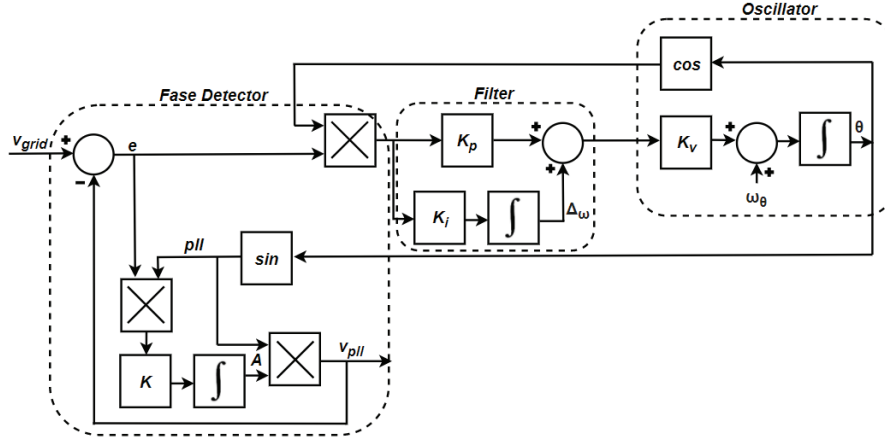 Oscillator
cos
Fase Detector
Filter
v_grid
+
e
-
K_p
+
+
K_v
+
+
∫
θ
ω_θ
K_i
∫
Δ_ω
pll
sin
K
∫
A
v_pll